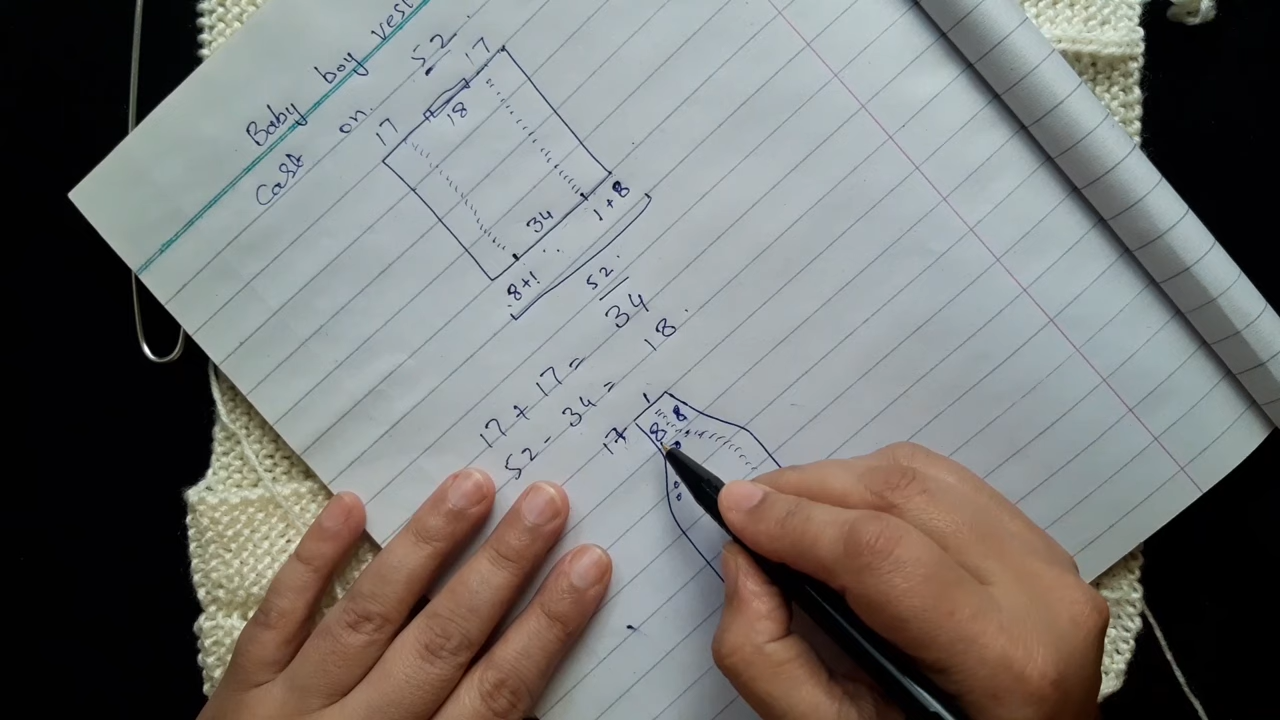 Baby boy vest
Cast on. 52.
17 18 17
34
8+1 1+8
52.
17 + 17 = 34
52 - 34 = 18.
17 1
8 8